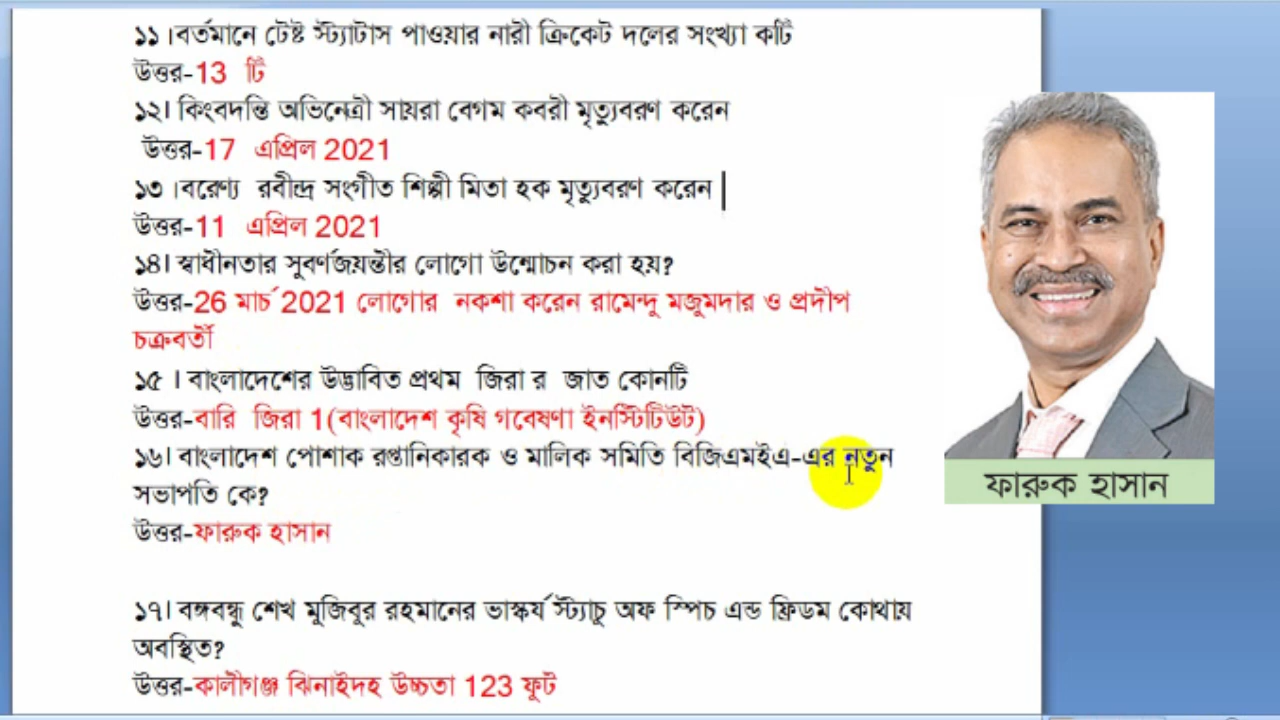 ১১।বর্তমানে টেষ্ট স্ট্যাটাস পাওয়ার নারী ক্রিকেট দলের সংখ্যা কটি
উত্তর-13 টি
১২। কিংবদন্তি অভিনেত্রী সায়রা বেগম কবরী মৃত্যুবরণ করেন
উত্তর-17 এপ্রিল 2021
১৩।বরেণ্য রবীন্দ্র সংগীত শিল্পী মিতা হক মৃত্যুবরণ করেন
উত্তর-11 এপ্রিল 2021
১৪। স্বাধীনতার সুবর্ণজয়ন্তীর লোগো উন্মোচন করা হয়?
উত্তর-26 মার্চ 2021 লোগোর নকশা করেন রামেন্দু মজুমদার ও প্রদীপ
চক্রবর্তী
১৫ । বাংলাদেশের উদ্ভাবিত প্রথম জিরা র জাত কোনটি
উত্তর-বারি জিরা 1(বাংলাদেশ কৃষি গবেষণা ইনস্টিটিউট)
১৬। বাংলাদেশ পোশাক রপ্তানিকারক ও মালিক সমিতি বিজিএমইএ-এর নতুন
সভাপতি কে?
উত্তর-ফারুক হাসান
ফারুক হাসান
১৭। বঙ্গবন্ধু শেখ মুজিবুর রহমানের ভাস্কর্য স্ট্যাচু অফ স্পিচ এন্ড ফ্রিডম কোথায়
অবস্থিত?
উত্তর-কালীগঞ্জ ঝিনাইদহ উচ্চতা 123 ফুট